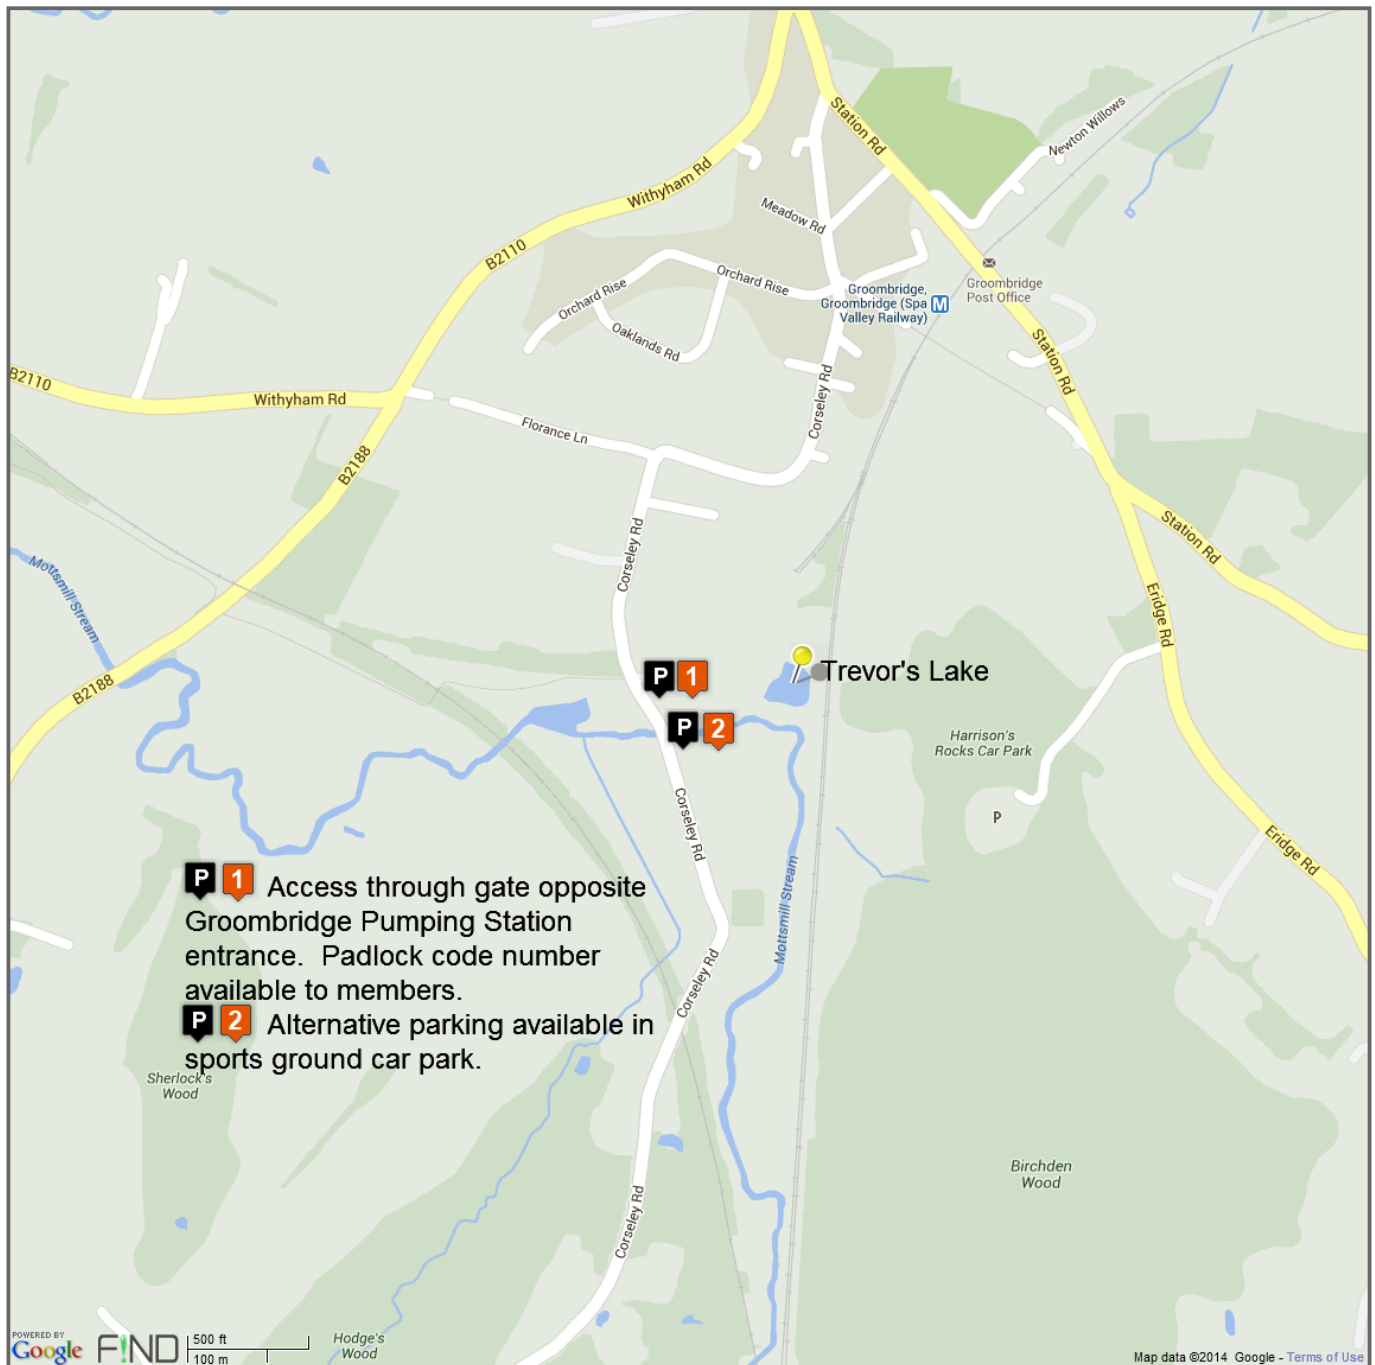 Station Rd
Newton Willows
Withyham Rd
Meadow Rd
B2110
Orchard Rise
Orchard Rise
Groombridge,
Groombridge (Spa
Valley Railway)
M
Groombridge
Post Office
Oaklands Rd
Station Rd
B2110
Withyham Rd
Corseley Rd
Florance Ln
B2188
Station Rd
Corseley Rd
Mottsmill Stream
Eridge Rd
B2188
P 1
Trevor's Lake
P 2
Harrison's
Rocks Car Park
P
Corseley Rd
Eridge Rd
Mottsmill Stream
P 1 Access through gate opposite
Groombridge Pumping Station
entrance. Padlock code number
available to members.
P 2 Alternative parking available in
sports ground car park.
Corseley Rd
Sherlock's
Wood
Birchden
Wood
Corseley Rd
Hodge's
Wood
POWERED BY
Google
F!ND
500 ft
100 m
Map data ©2014 Google - Terms of Use